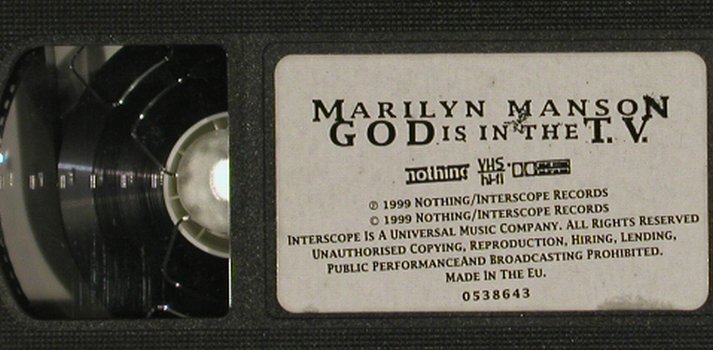 MARILYN MANSON
GOD IS IN THE T.V.
nothing VHS hi-fi
℗ 1999 NOTHING/INTERSCOPE RECORDS
© 1999 NOTHING/INTERSCOPE RECORDS
INTERSCOPE IS A UNIVERSAL MUSIC COMPANY. ALL RIGHTS RESERVED
UNAUTHORISED COPYING, REPRODUCTION, HIRING, LENDING,
PUBLIC PERFORMANCEAND BROADCASTING PROHIBITED.
MADE IN THE EU.
0538643